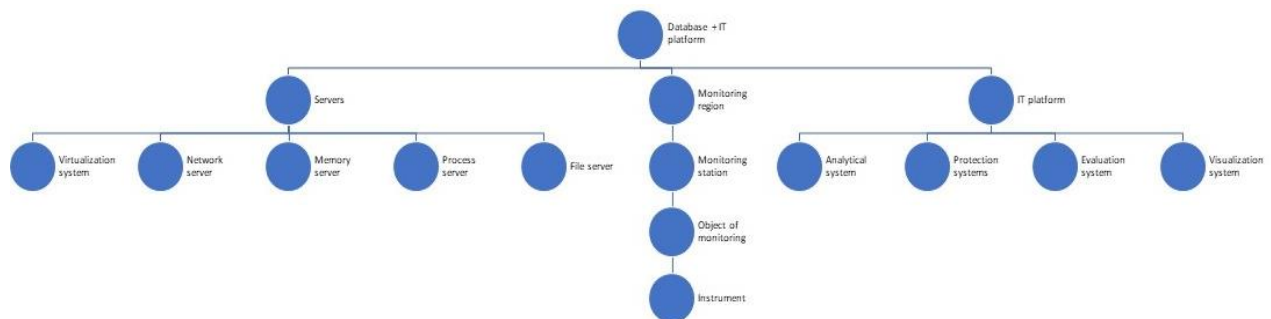 Database + IT
platform
Servers
Monitoring
region
IT platform
Virtualization
system
Network
server
Memory
server
Process
server
File server
Monitoring
station
Analytical
system
Protection
systems
Evaluation
system
Visualization
system
Object of
monitoring
Instrument